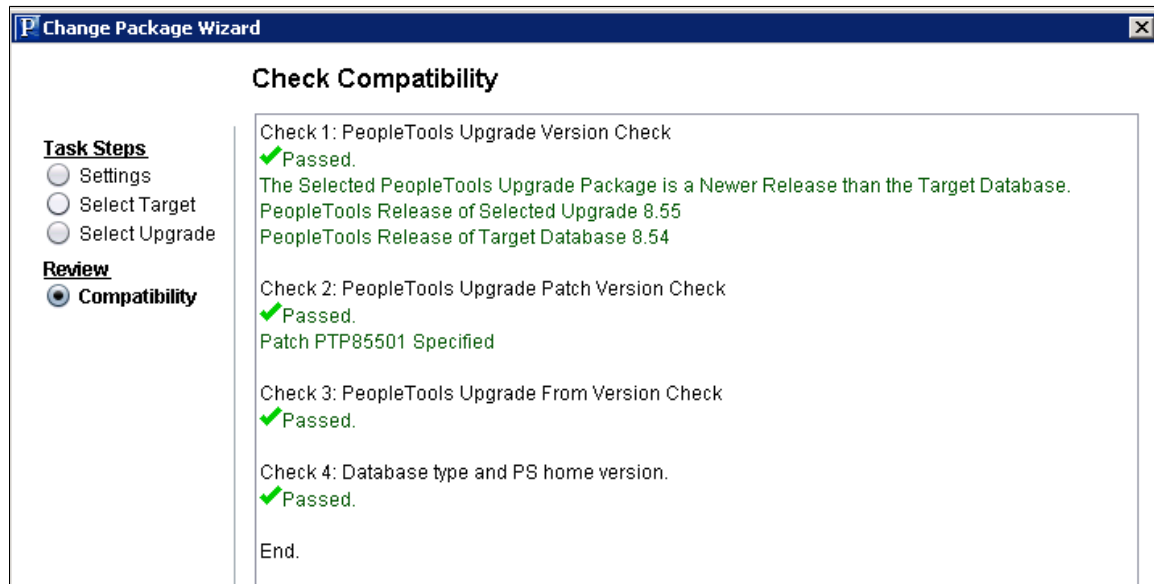 Change Package Wizard
Check Compatibility
Task Steps
Settings
Select Target
Select Upgrade
Review
Compatibility
Check 1: PeopleTools Upgrade Version Check
Passed.
The Selected PeopleTools Upgrade Package is a Newer Release than the Target Database.
PeopleTools Release of Selected Upgrade 8.55
PeopleTools Release of Target Database 8.54
Check 2: PeopleTools Upgrade Patch Version Check
Passed.
Patch PTP85501 Specified
Check 3: PeopleTools Upgrade From Version Check
Passed.
Check 4: Database type and PS home version.
Passed.
End.